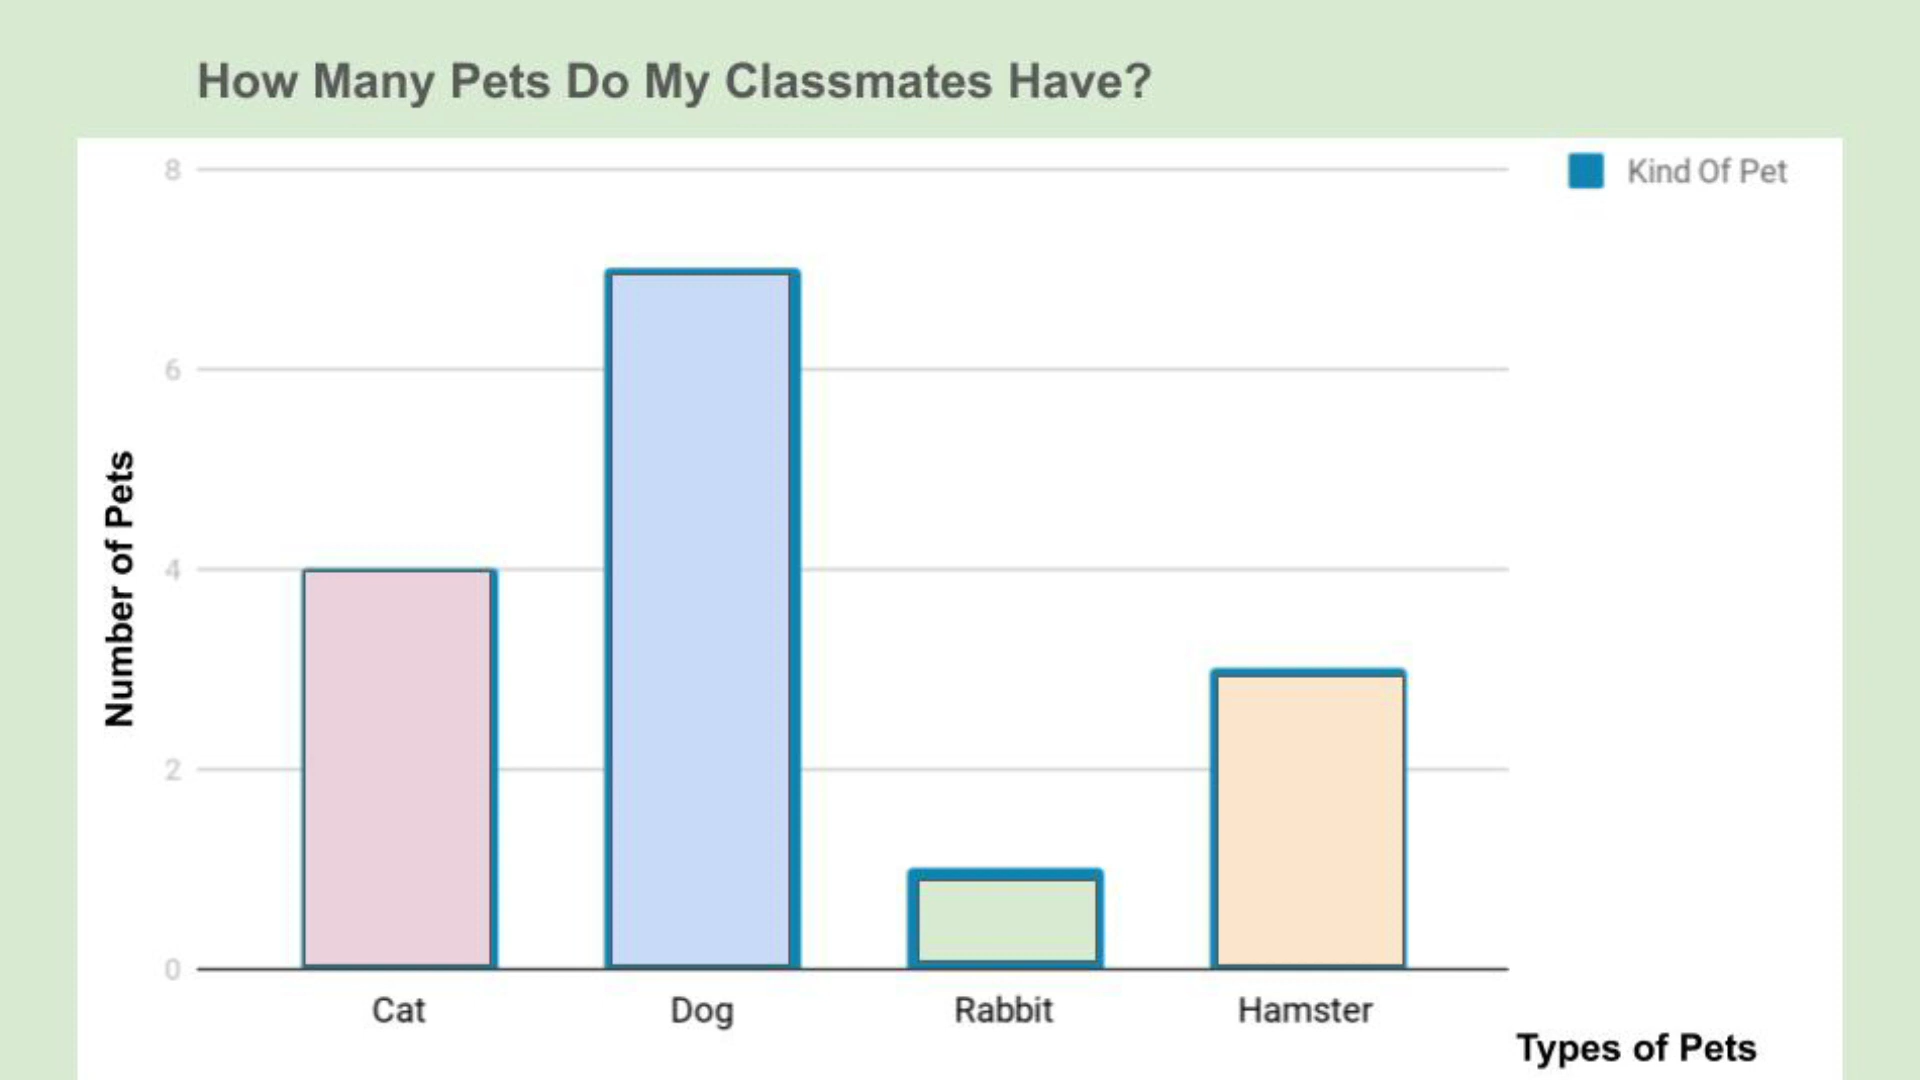 How Many Pets Do My Classmates Have?
8
Kind Of Pet
6
Number of Pets
4
2
0
Cat Dog Rabbit Hamster
Types of Pets